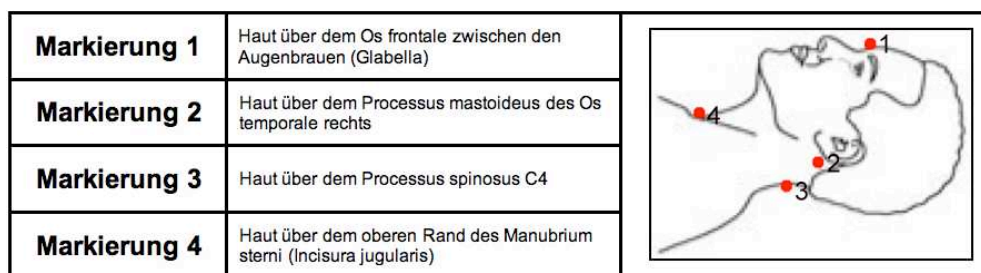 Markierung 1
Haut über dem Os frontale zwischen den
Augenbrauen (Glabella)
Markierung 2
Haut über dem Processus mastoideus des Os
temporale rechts
Markierung 3
Haut über dem Processus spinosus C4
Markierung 4
Haut über dem oberen Rand des Manubrium
sterni (Incisura jugularis)
1
4
2
3